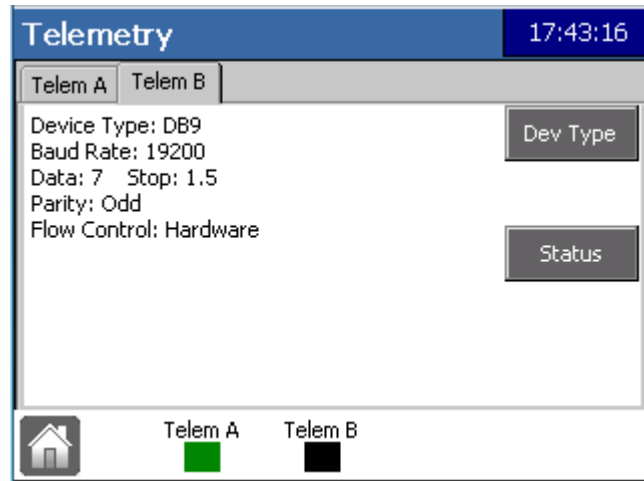 Telemetry
17:43:16
Telem A
Telem B
Device Type: DB9
Baud Rate: 19200
Data: 7 Stop: 1.5
Parity: Odd
Flow Control: Hardware
Dev Type
Status
Telem A
Telem B